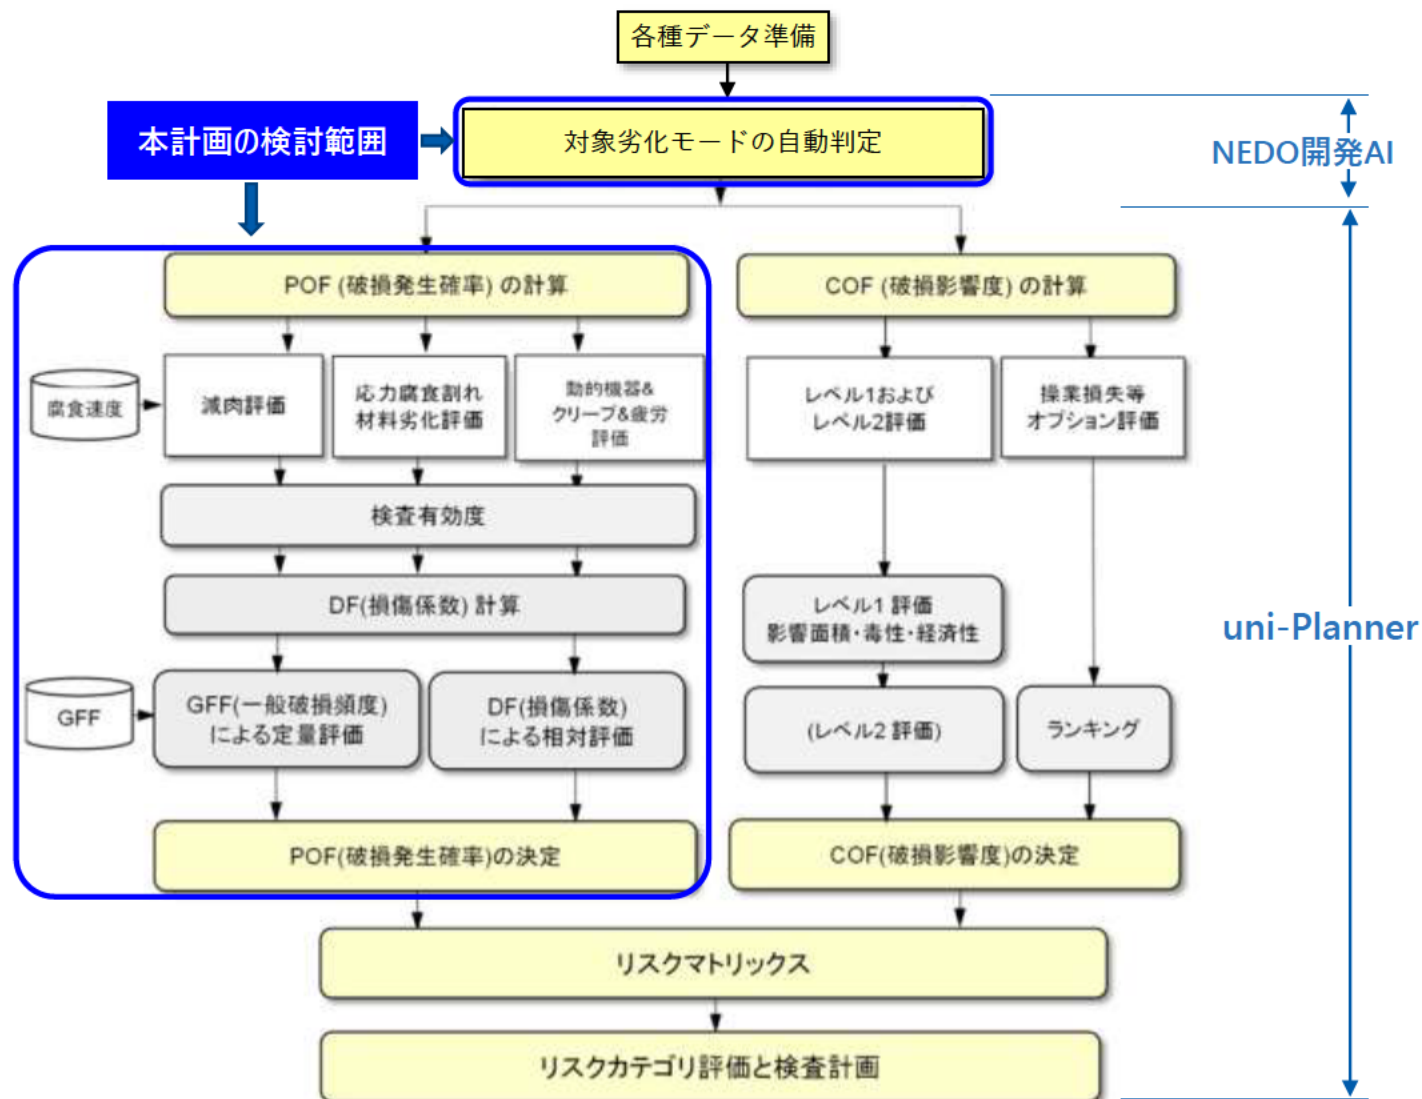 各種データ準備
本計画の検討範囲
対象劣化モードの自動判定
NEDO開発AI
POF (破損発生確率) の計算
COF (破損影響度) の計算
腐食速度
減肉評価
応力腐食割れ
材料劣化評価
動的機器&
クリープ&疲労
評価
レベル1および
レベル2評価
操業損失等
オプション評価
検査有効度
DF(損傷係数) 計算
レベル1 評価
影響面積・毒性・経済性
uni-Planner
GFF
GFF(一般破損頻度)
による定量評価
DF(損傷係数)
による相対評価
(レベル2 評価)
ランキング
POF(破損発生確率)の決定
COF(破損影響度)の決定
リスクマトリックス
リスクカテゴリ評価と検査計画